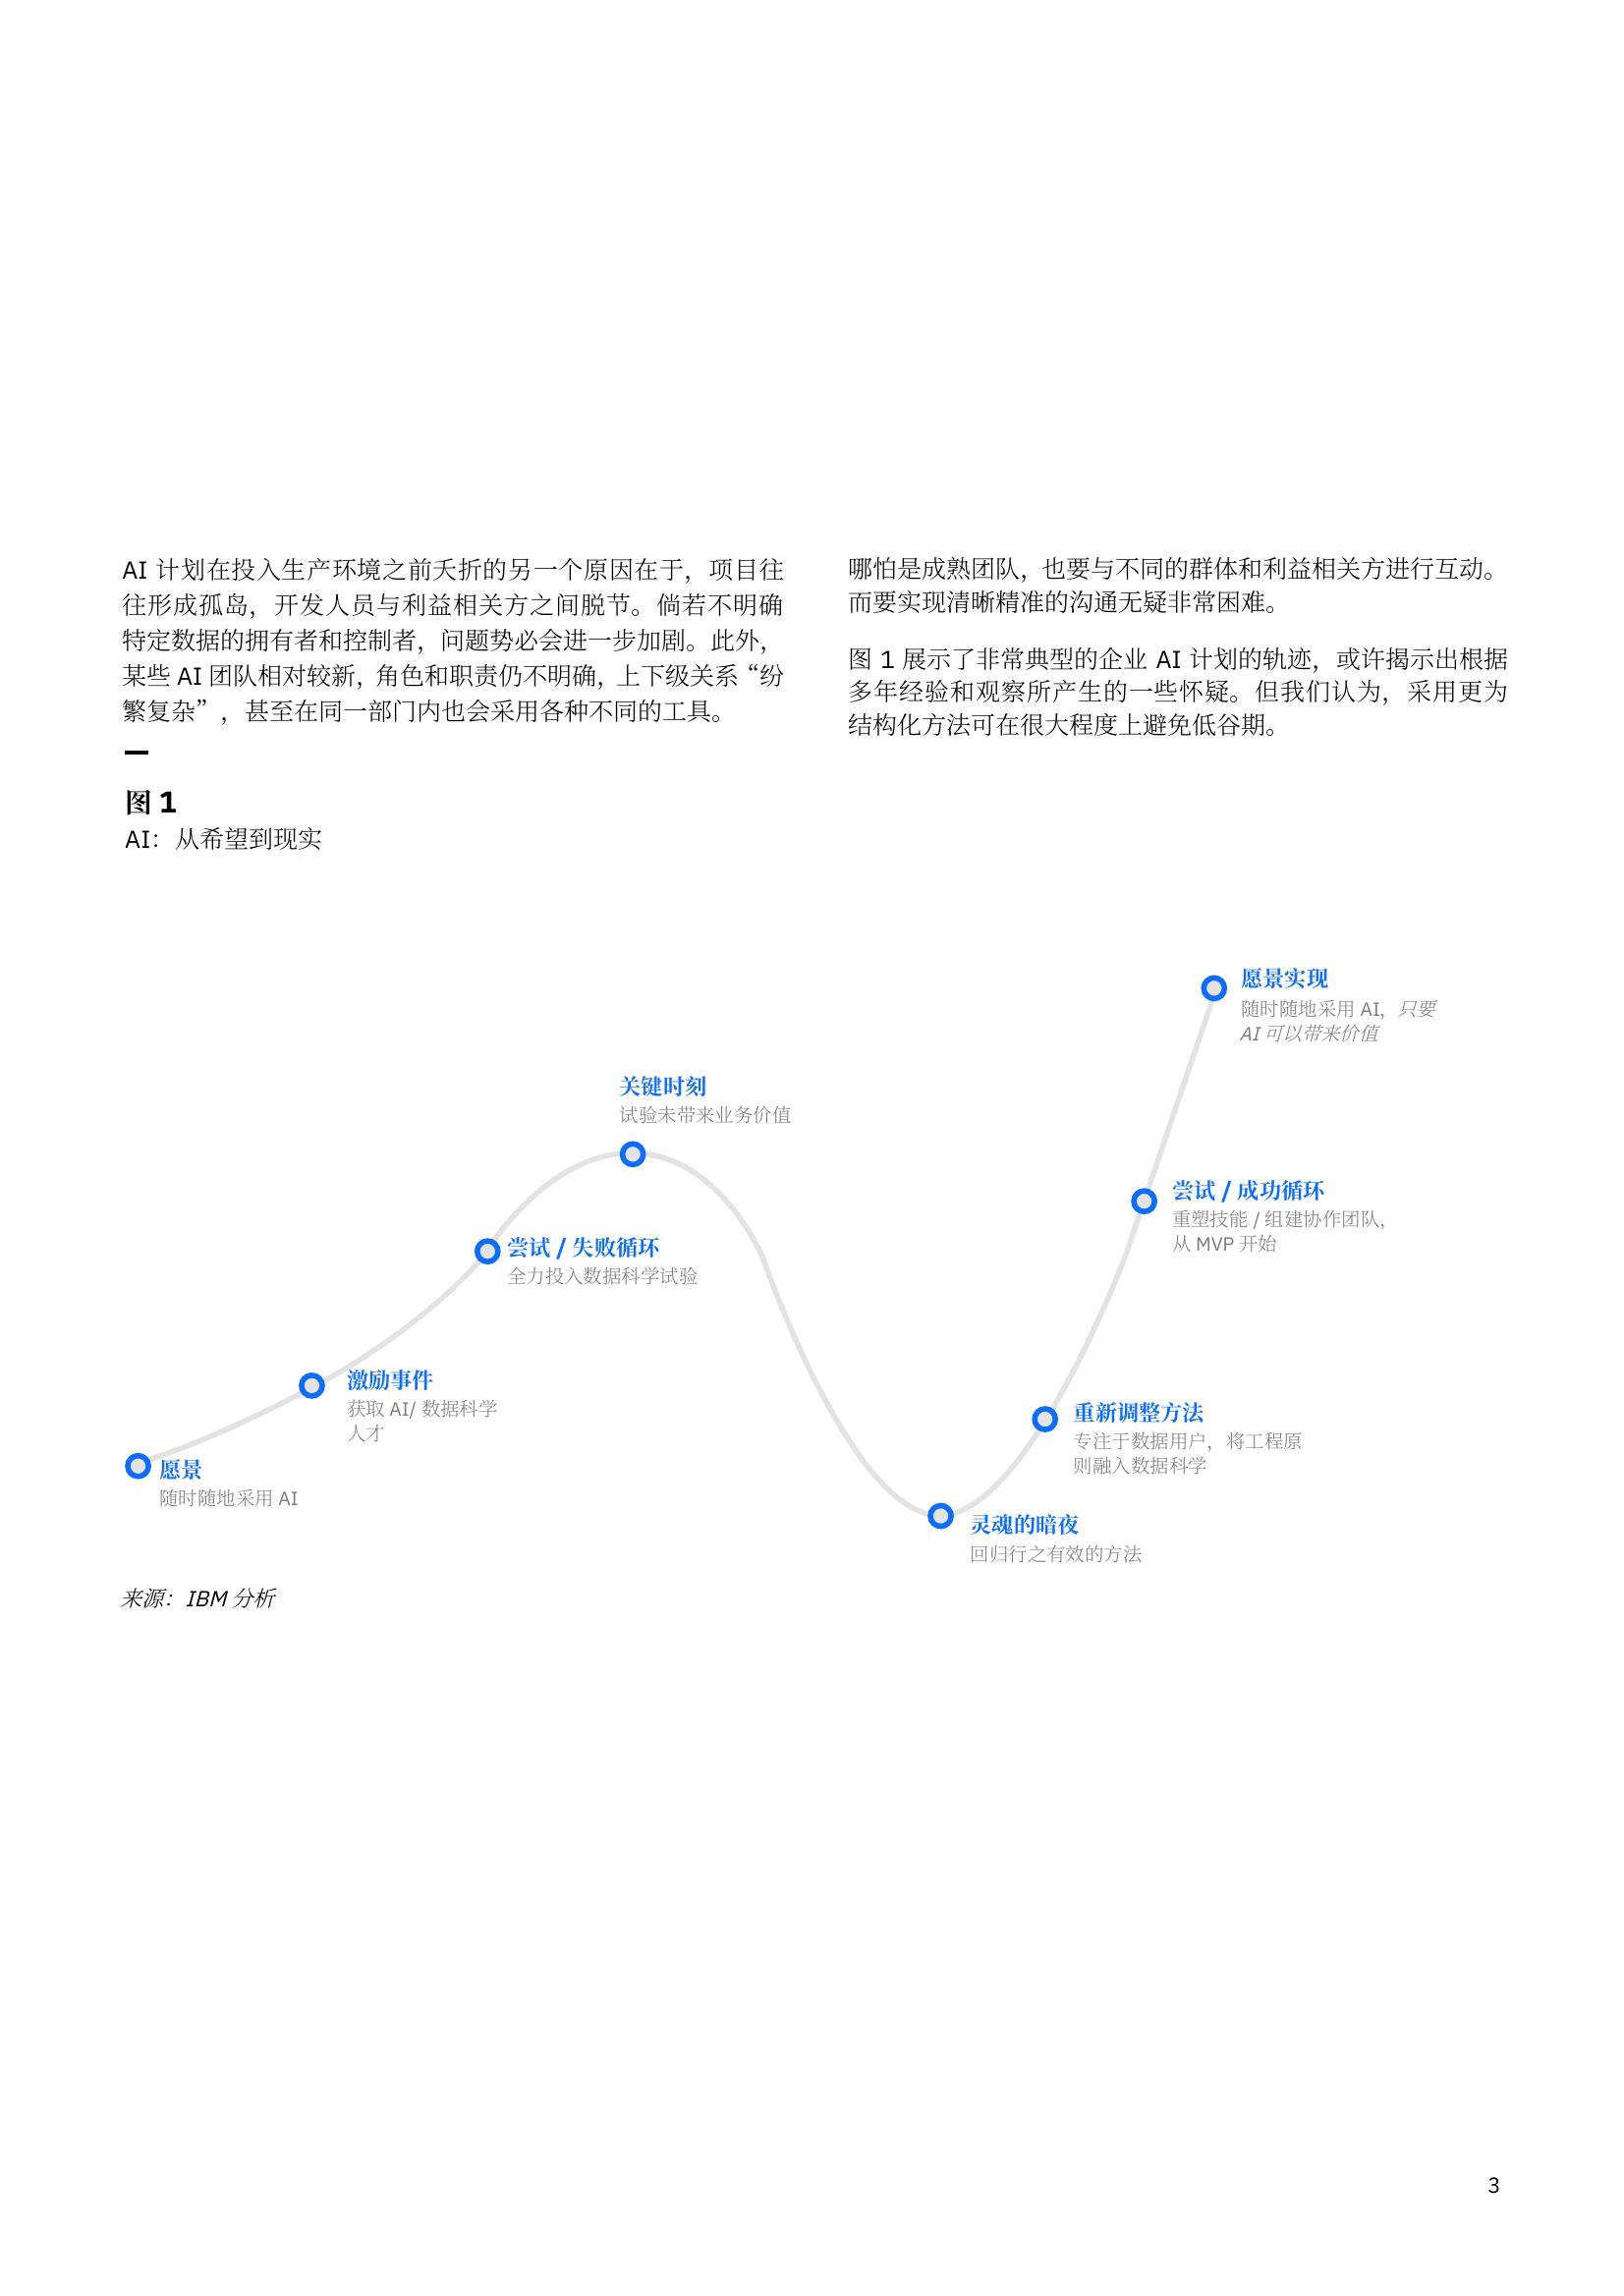 AI 计划在投入生产环境之前夭折的另一个原因在于，项目往
往形成孤岛，开发人员与利益相关方之间脱节。倘若不明确
特定数据的拥有者和控制者，问题势必会进一步加剧。此外，
某些 AI 团队相对较新，角色和职责仍不明确，上下级关系“纷
繁复杂”，甚至在同一部门内也会采用各种不同的工具。
哪怕是成熟团队，也要与不同的群体和利益相关方进行互动。
而要实现清晰精准的沟通无疑非常困难。
图 1 展示了非常典型的企业 AI 计划的轨迹，或许揭示出根据
多年经验和观察所产生的一些怀疑。但我们认为，采用更为
结构化方法可在很大程度上避免低谷期。
图 1
AI：从希望到现实
愿景
随时随地采用 AI
激励事件
获取 AI/ 数据科学
人才
尝试 / 失败循环
全力投入数据科学试验
关键时刻
试验未带来业务价值
灵魂的暗夜
回归行之有效的方法
重新调整方法
专注于数据用户，将工程原
则融入数据科学
尝试 / 成功循环
重塑技能 / 组建协作团队，
从 MVP 开始
愿景实现
随时随地采用 AI，只要
AI 可以带来价值
来源：IBM 分析
3